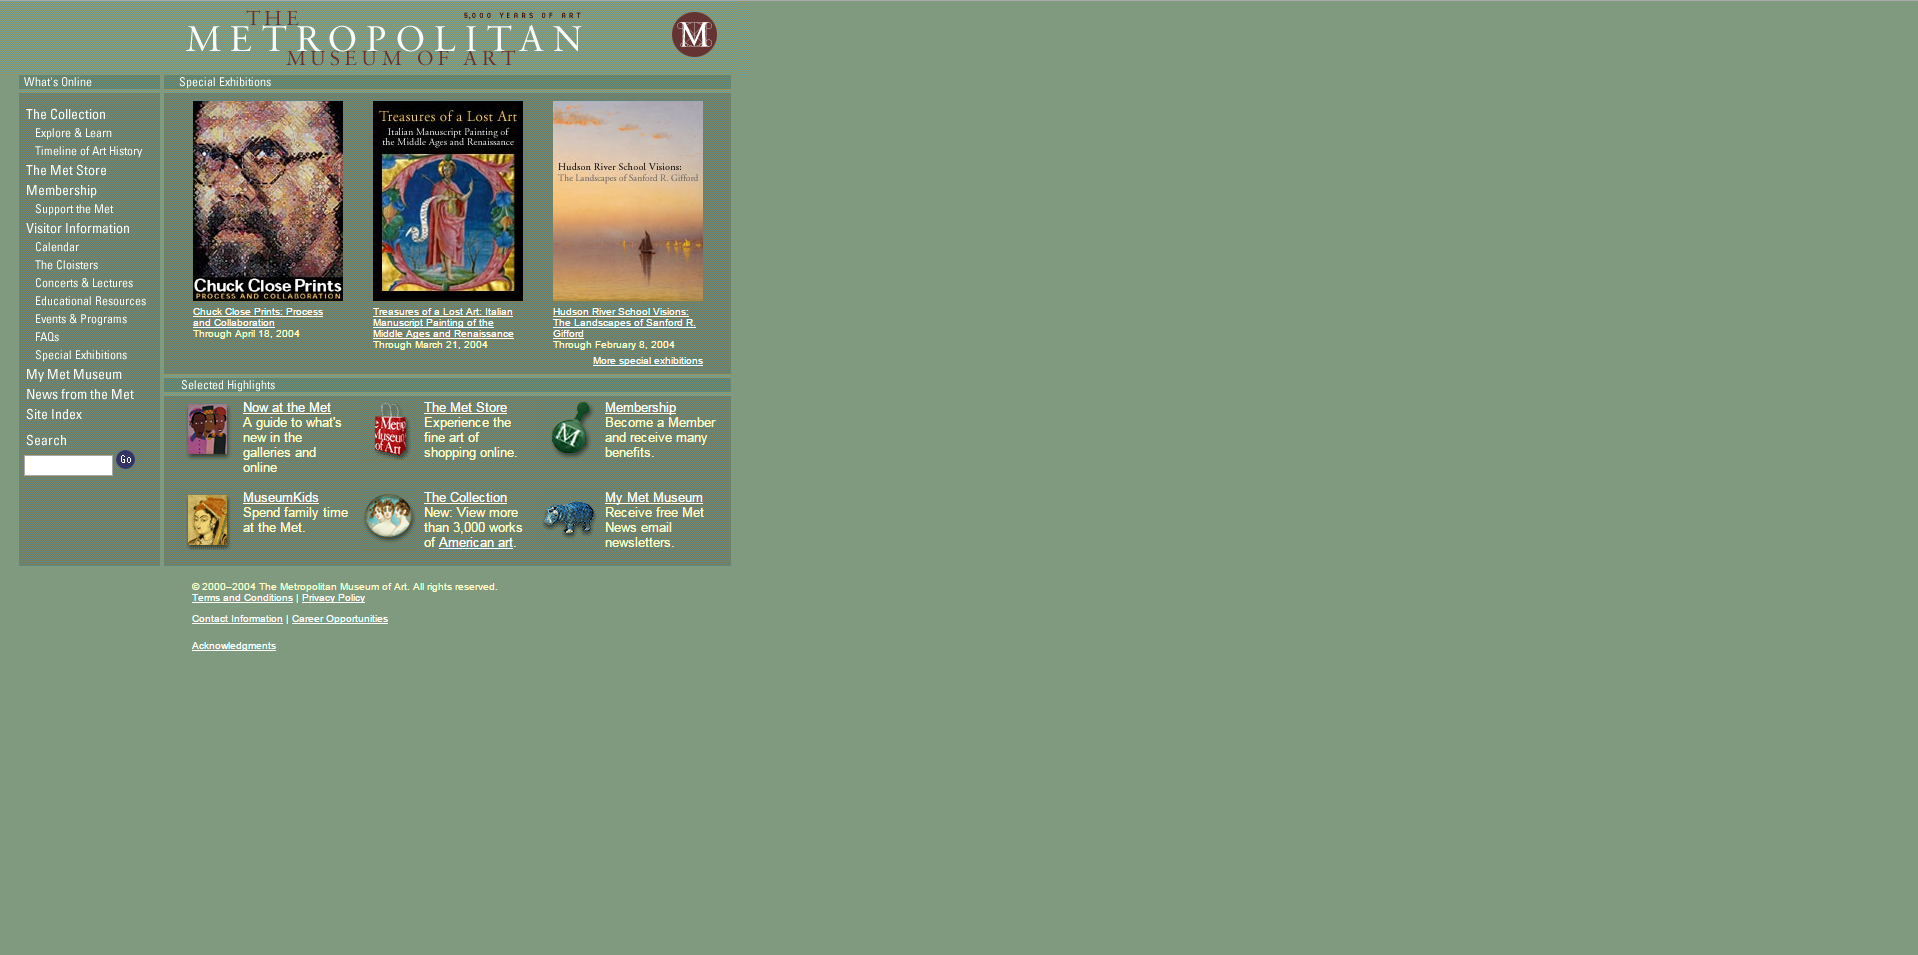 THE
5,000 YEARS OF ART
METROPOLITAN
MUSEUM OF ART
M
What's Online
The Collection
Explore & Learn
Timeline of Art History
The Met Store
Membership
Support the Met
Visitor Information
Calendar
The Cloisters
Concerts & Lectures
Educational Resources
Events & Programs
FAQs
Special Exhibitions
My Met Museum
News from the Met
Site Index
Search
Go
Special Exhibitions
Chuck Close Prints
PROCESS AND COLLABORATION
Chuck Close Prints: Process
and Collaboration
Through April 18, 2004
Treasures of a Lost Art
Italian Manuscript Painting of
the Middle Ages and Renaissance
Treasures of a Lost Art: Italian
Manuscript Painting of the
Middle Ages and Renaissance
Through March 21, 2004
Hudson River School Visions:
The Landscapes of Sanford R. Gifford
Hudson River School Visions:
The Landscapes of Sanford R.
Gifford
Through February 8, 2004
More special exhibitions
Selected Highlights
Now at the Met
A guide to what's
new in the
galleries and
online
e Metro
Museum
of Art
The Met Store
Experience the
fine art of
shopping online.
M
Membership
Become a Member
and receive many
benefits.
MuseumKids
Spend family time
at the Met.
The Collection
New: View more
than 3,000 works
of American art.
My Met Museum
Receive free Met
News email
newsletters.
© 2000–2004 The Metropolitan Museum of Art. All rights reserved.
Terms and Conditions | Privacy Policy
Contact Information | Career Opportunities
Acknowledgments